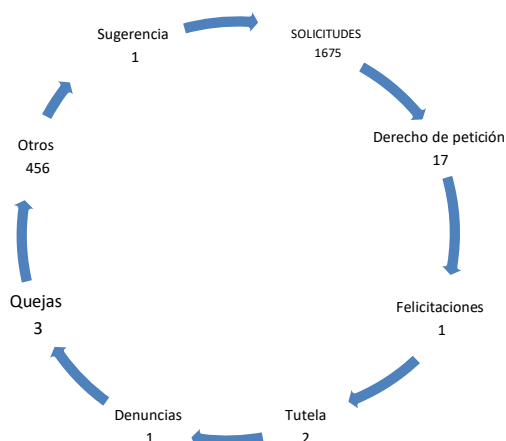 SOLICITUDES
1675
Derecho de petición
17
Felicitaciones
1
Tutela
2
Denuncias
1
Quejas
3
Otros
456
Sugerencia
1